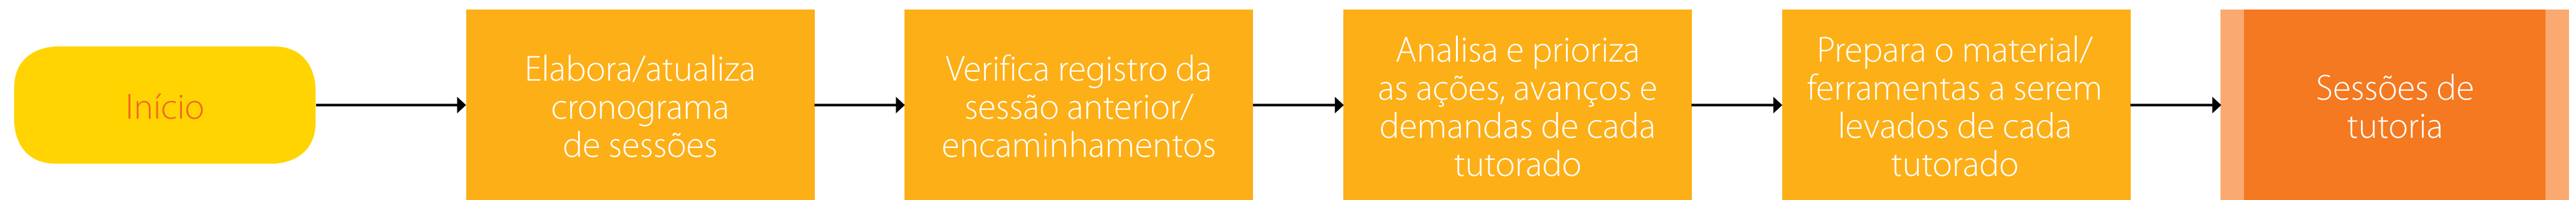 Início
Elabora/atualiza
cronograma
de sessões
Verifica registro da
sessão anterior/
encaminhamentos
Analisa e prioriza
as ações, avanços e
demandas de cada
tutorado
Prepara o material/
ferramentas a serem
levados de cada
tutorado
Sessões de
tutoria